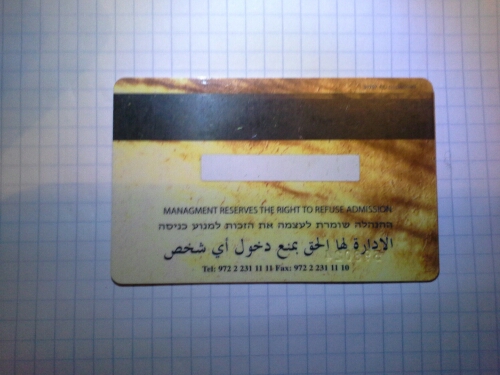 MANAGMENT RESERVES THE RIGHT TO REFUSE ADMISSION
ההנהלה שומרת לעצמה את הזכות למנוע כניסה
الإدارة لها الحق بمنع دخول أي شخص
Tel: 972 2 231 11 11 Fax: 972 2 231 11 10